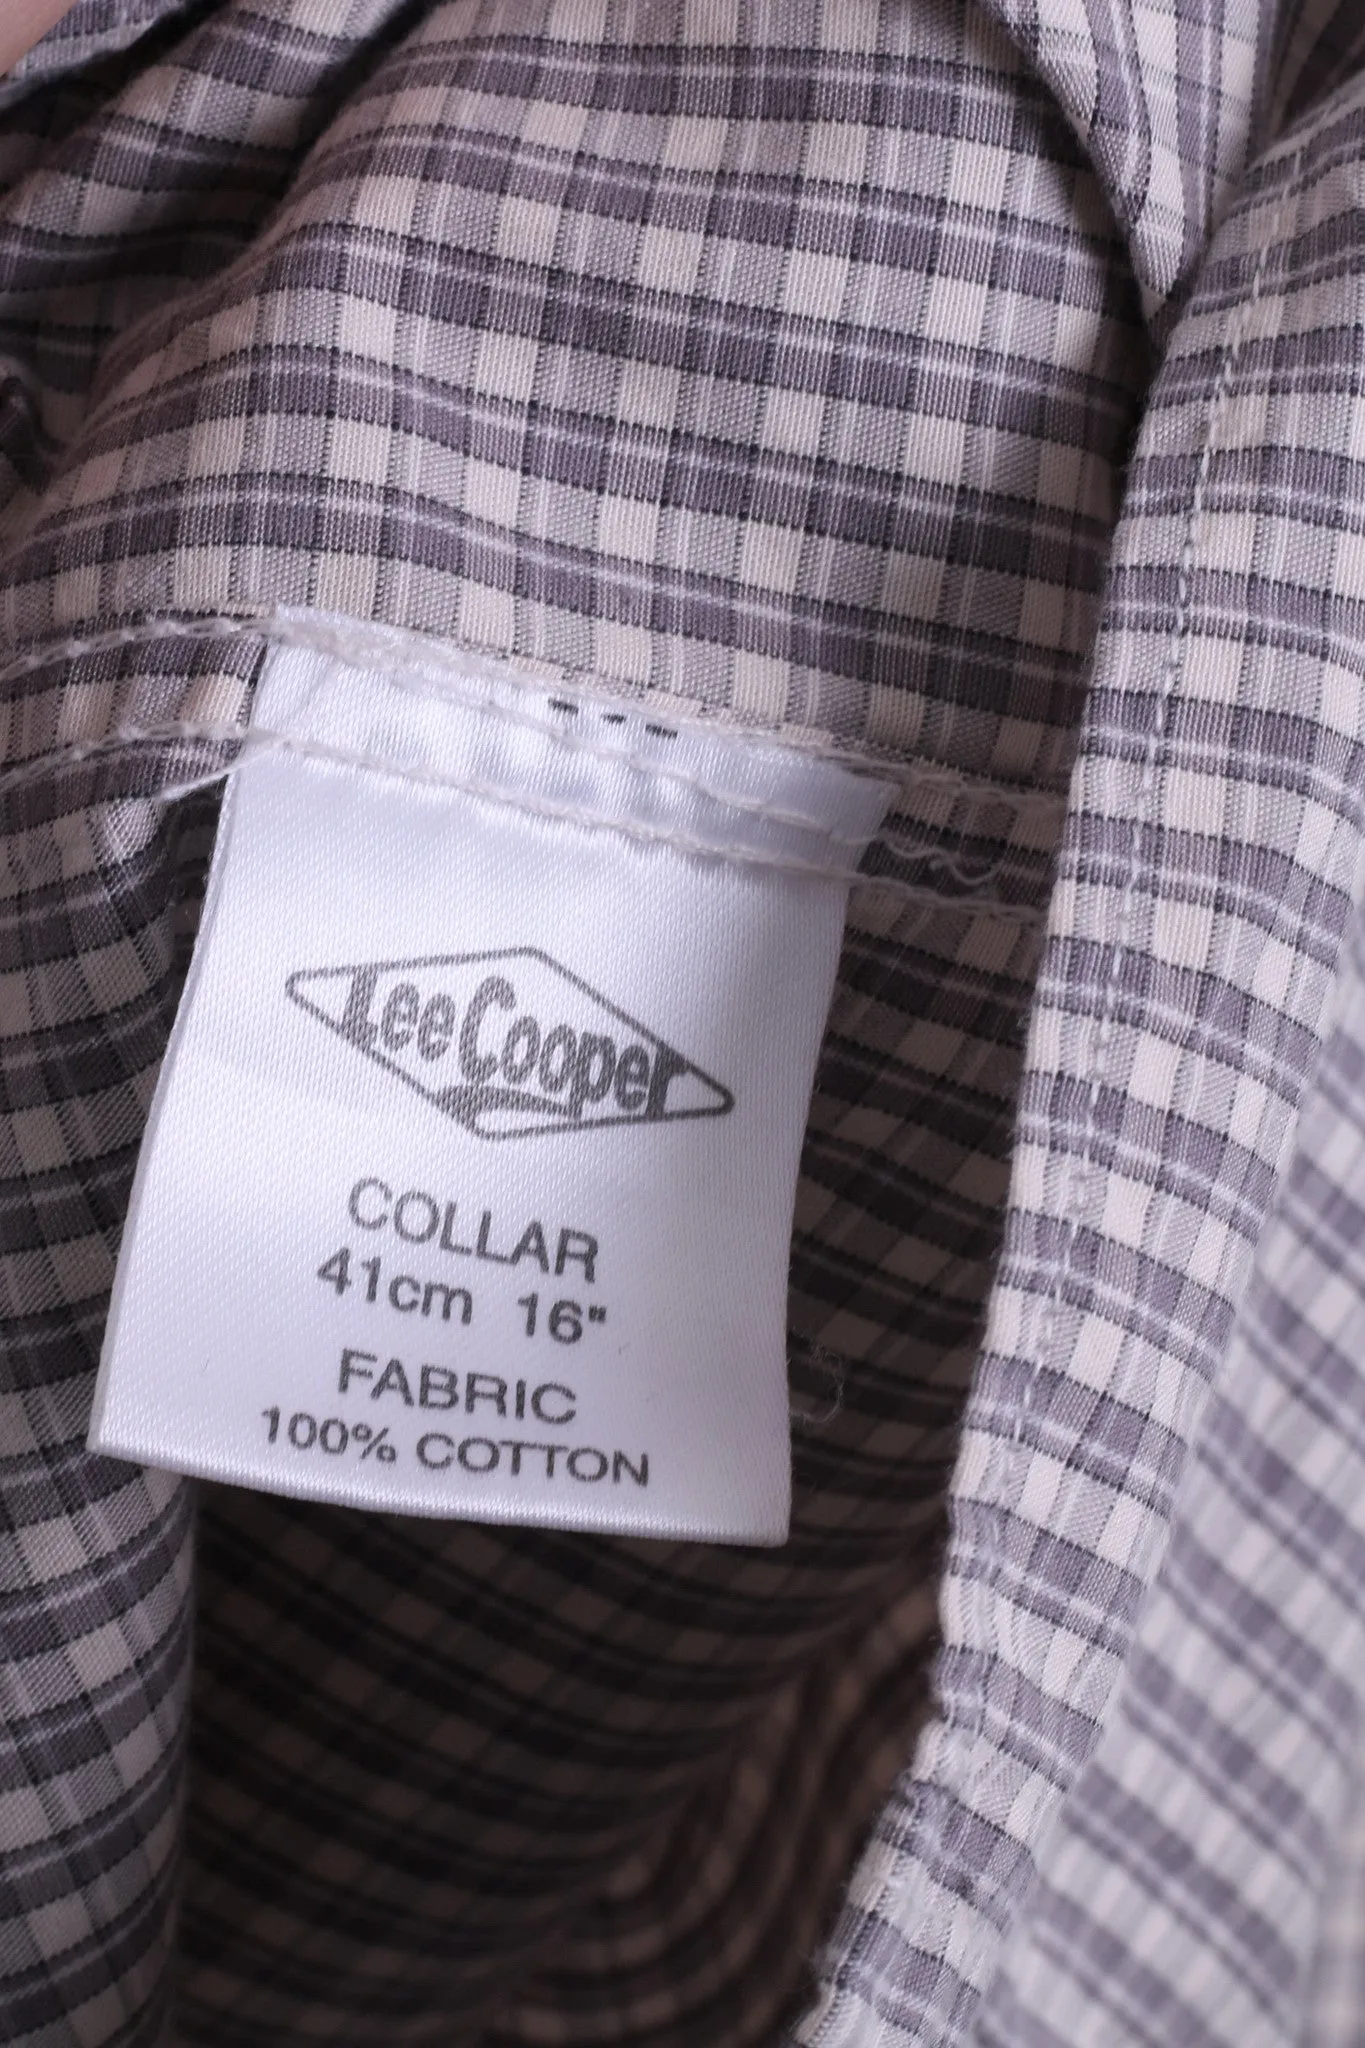 Lee Cooper
COLLAR
41cm 16"
FABRIC
100% COTTON